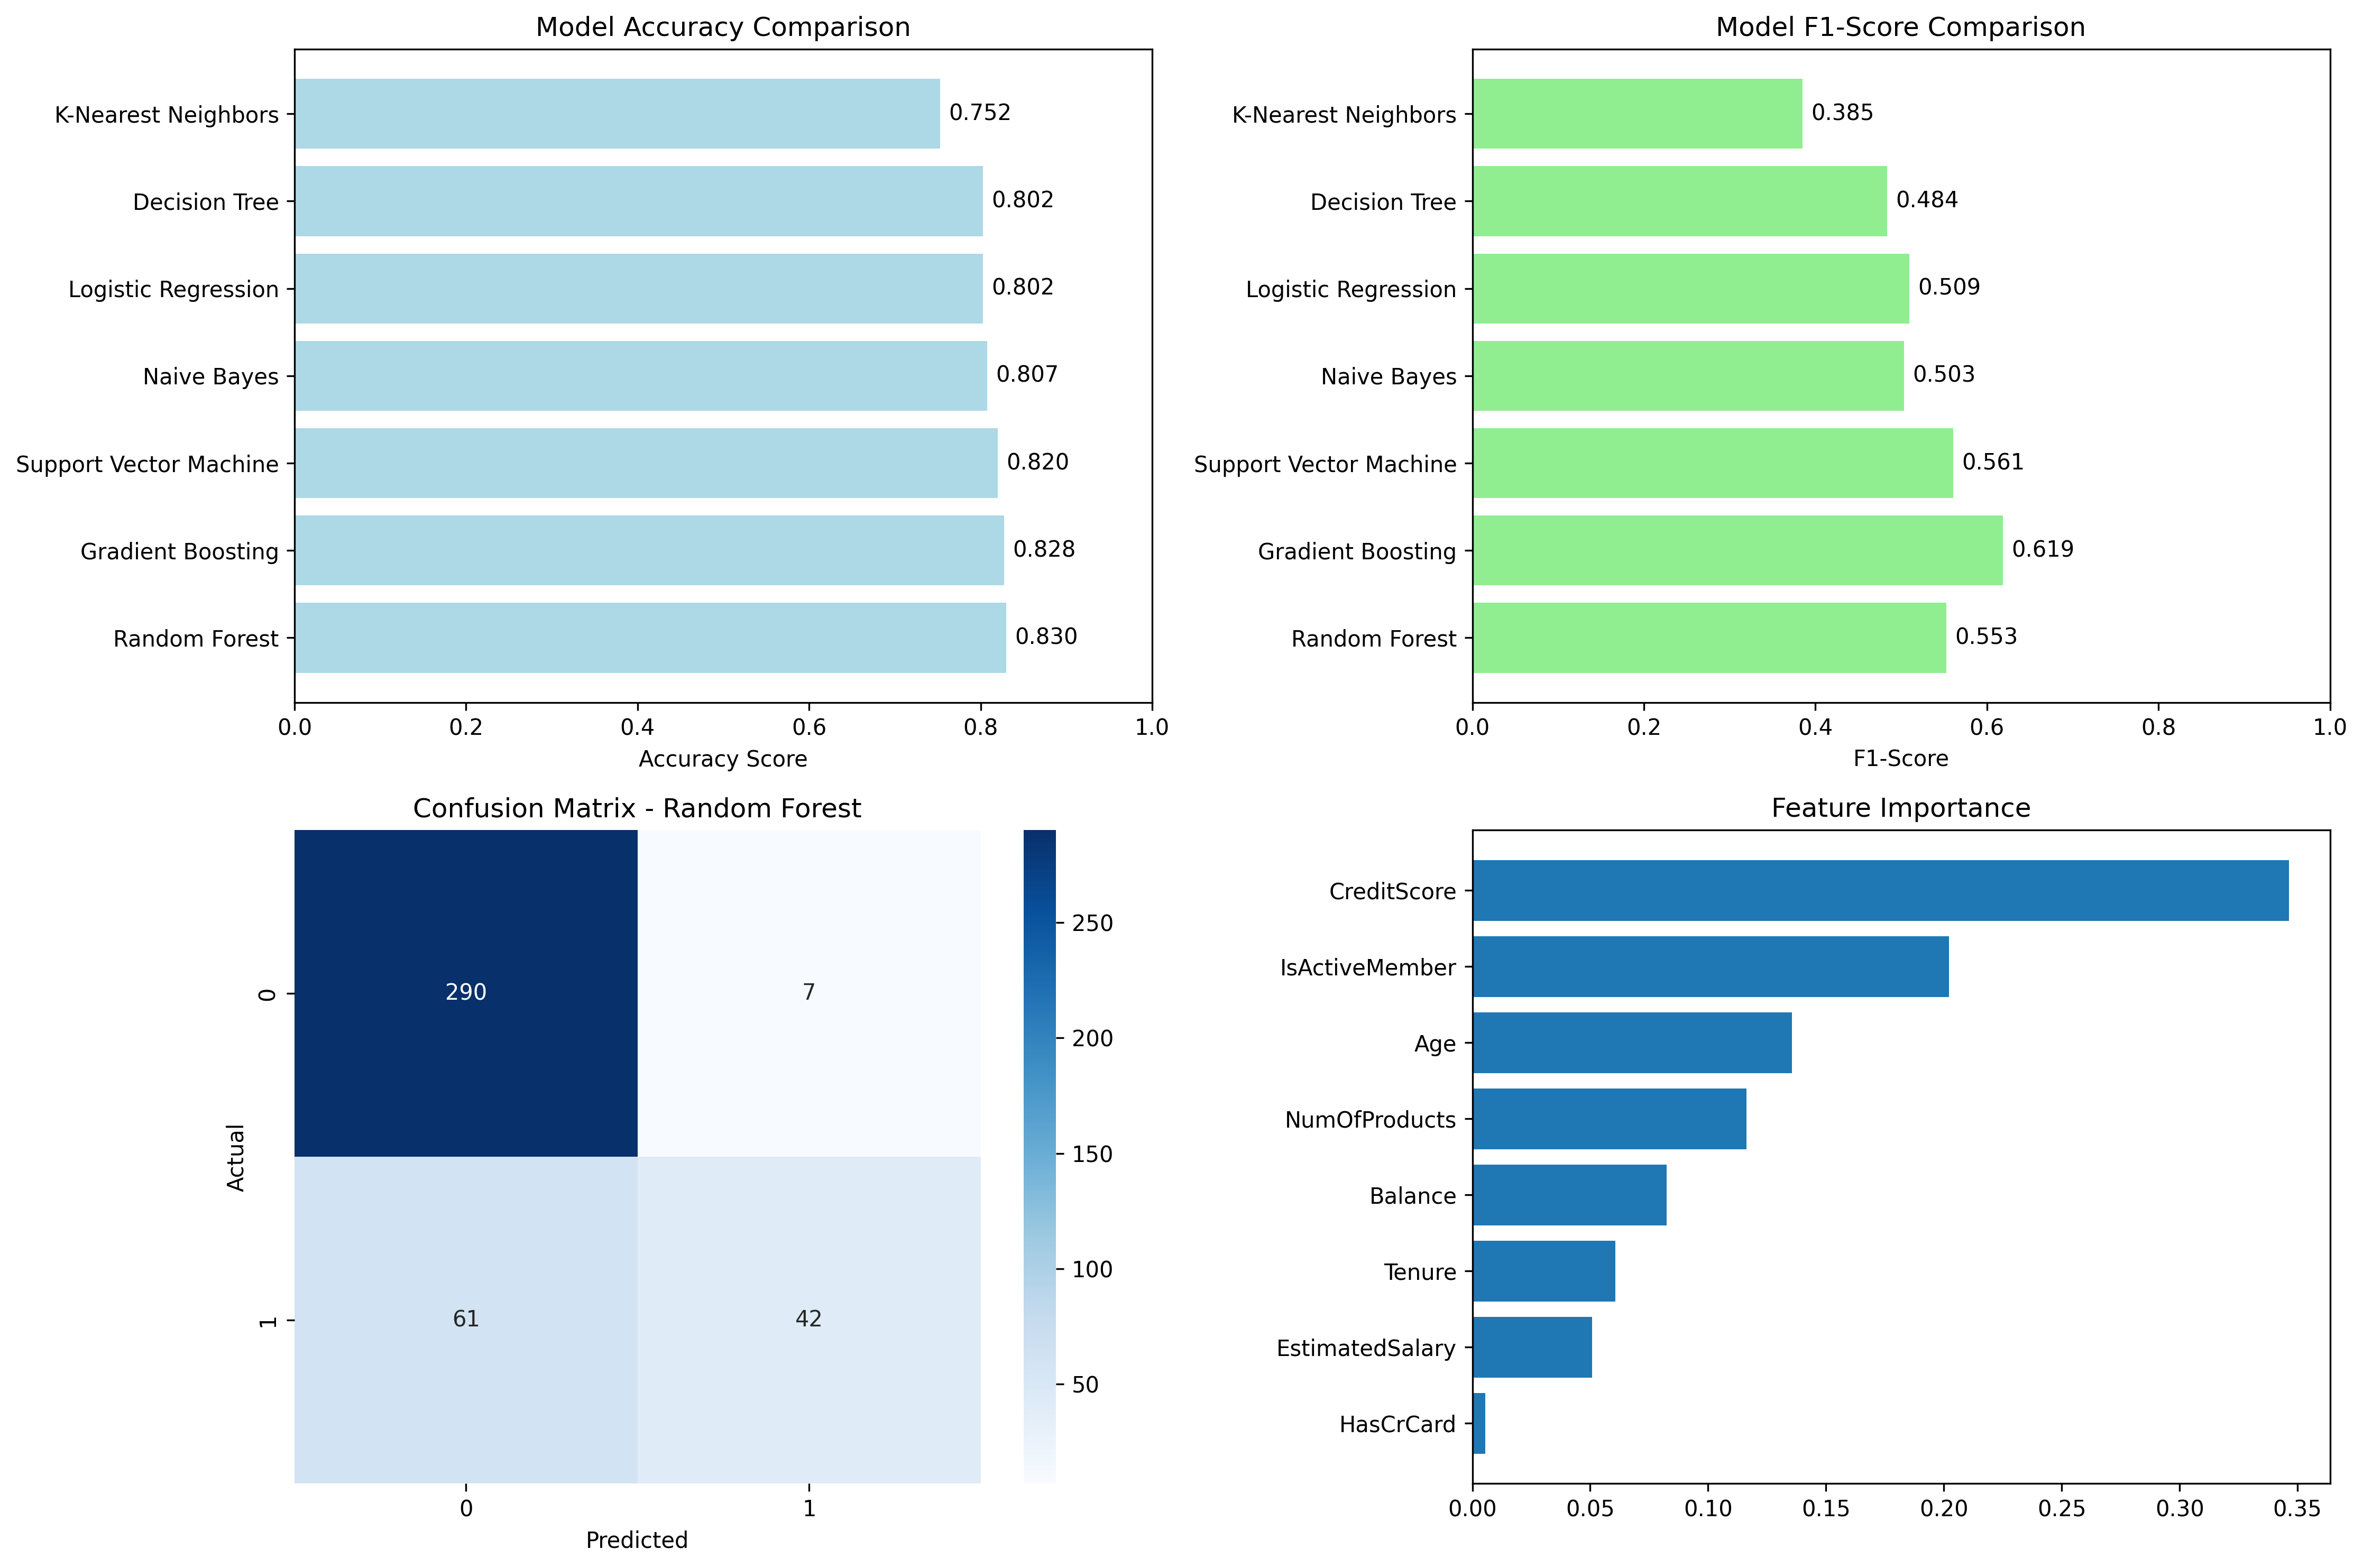 Model Accuracy Comparison
K-Nearest Neighbors
0.752
Decision Tree
0.802
Logistic Regression
0.802
Naive Bayes
0.807
Support Vector Machine
0.820
Gradient Boosting
0.828
Random Forest
0.830
0.0 0.2 0.4 0.6 0.8 1.0
Accuracy Score
Model F1-Score Comparison
K-Nearest Neighbors
0.385
Decision Tree
0.484
Logistic Regression
0.509
Naive Bayes
0.503
Support Vector Machine
0.561
Gradient Boosting
0.619
Random Forest
0.553
0.0 0.2 0.4 0.6 0.8 1.0
F1-Score
Confusion Matrix - Random Forest
Actual
0
290 7
1
61 42
0 1
Predicted
250
200
150
100
50
Feature Importance
CreditScore
IsActiveMember
Age
NumOfProducts
Balance
Tenure
EstimatedSalary
HasCrCard
0.00 0.05 0.10 0.15 0.20 0.25 0.30 0.35